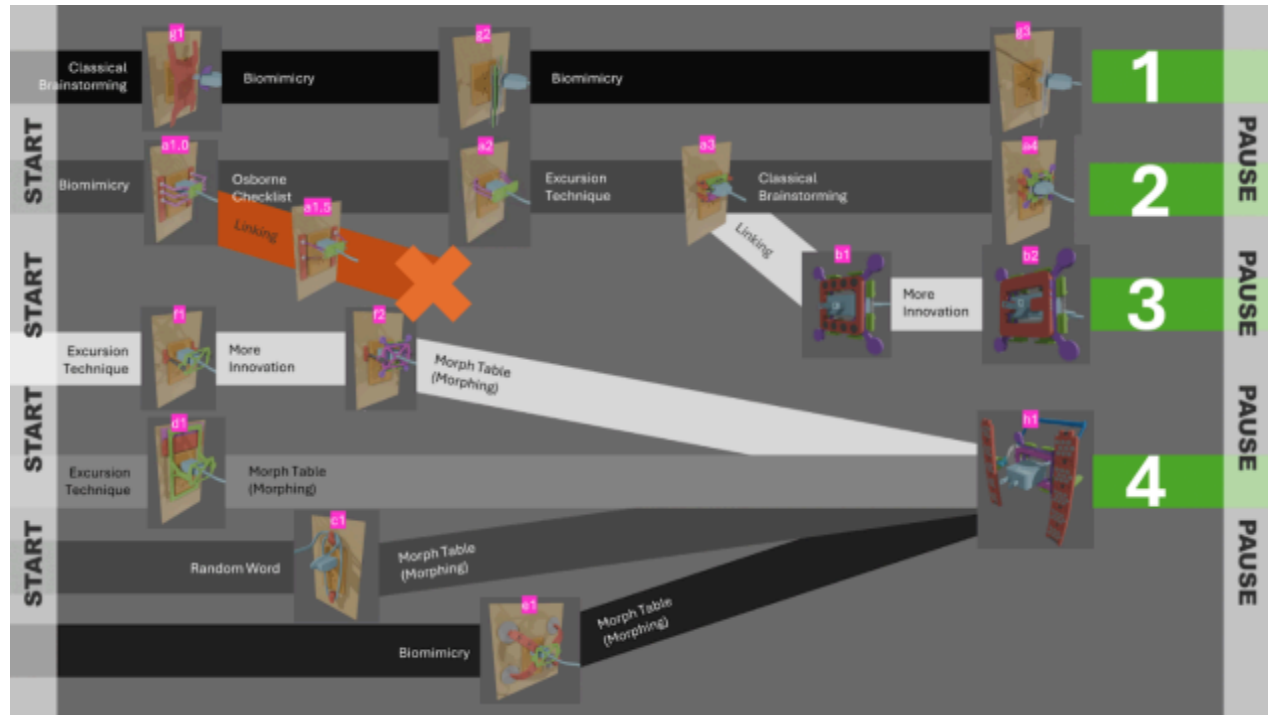 START
START
START
START
g1
g2
g3
Classical
Brainstorming
Biomimicry
Biomimicry
1
a1.0
a2
a3
a4
Biomimicry
Osborne
Checklist
Excursion
Technique
Classical
Brainstorming
2
Linking
a1.5
Linking
b1
b2
More
Innovation
3
f1
f2
Excursion
Technique
More
Innovation
Morph Table
(Morphing)
d1
h1
Excursion
Technique
Morph Table
(Morphing)
4
c1
Random Word
Morph Table
(Morphing)
e1
Biomimicry
Morph Table
(Morphing)
PAUSE
PAUSE
PAUSE
PAUSE